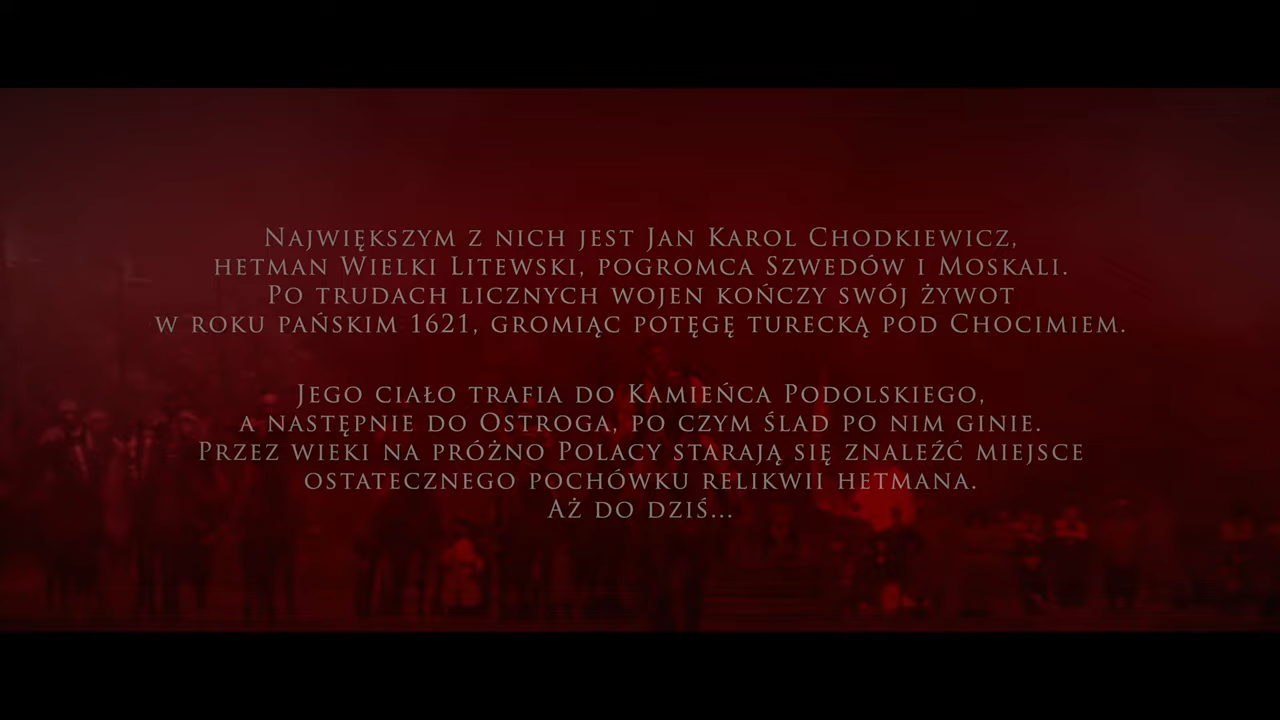 Największym z nich jest Jan Karol Chodkiewicz,
hetman Wielki Litewski, pogromca Szwedów i Moskali.
Po trudach licznych wojen kończy swój żywot
w roku pańskim 1621, gromiąc potęgę turecką pod Chocimiem.
Jego ciało trafia do Kamieńca Podolskiego,
a następnie do Ostroga, po czym ślad po nim ginie.
Przez wieki na próżno Polacy starają się znaleźć miejsce
ostatecznego pochówku relikwii hetmana.
Aż do dziś...